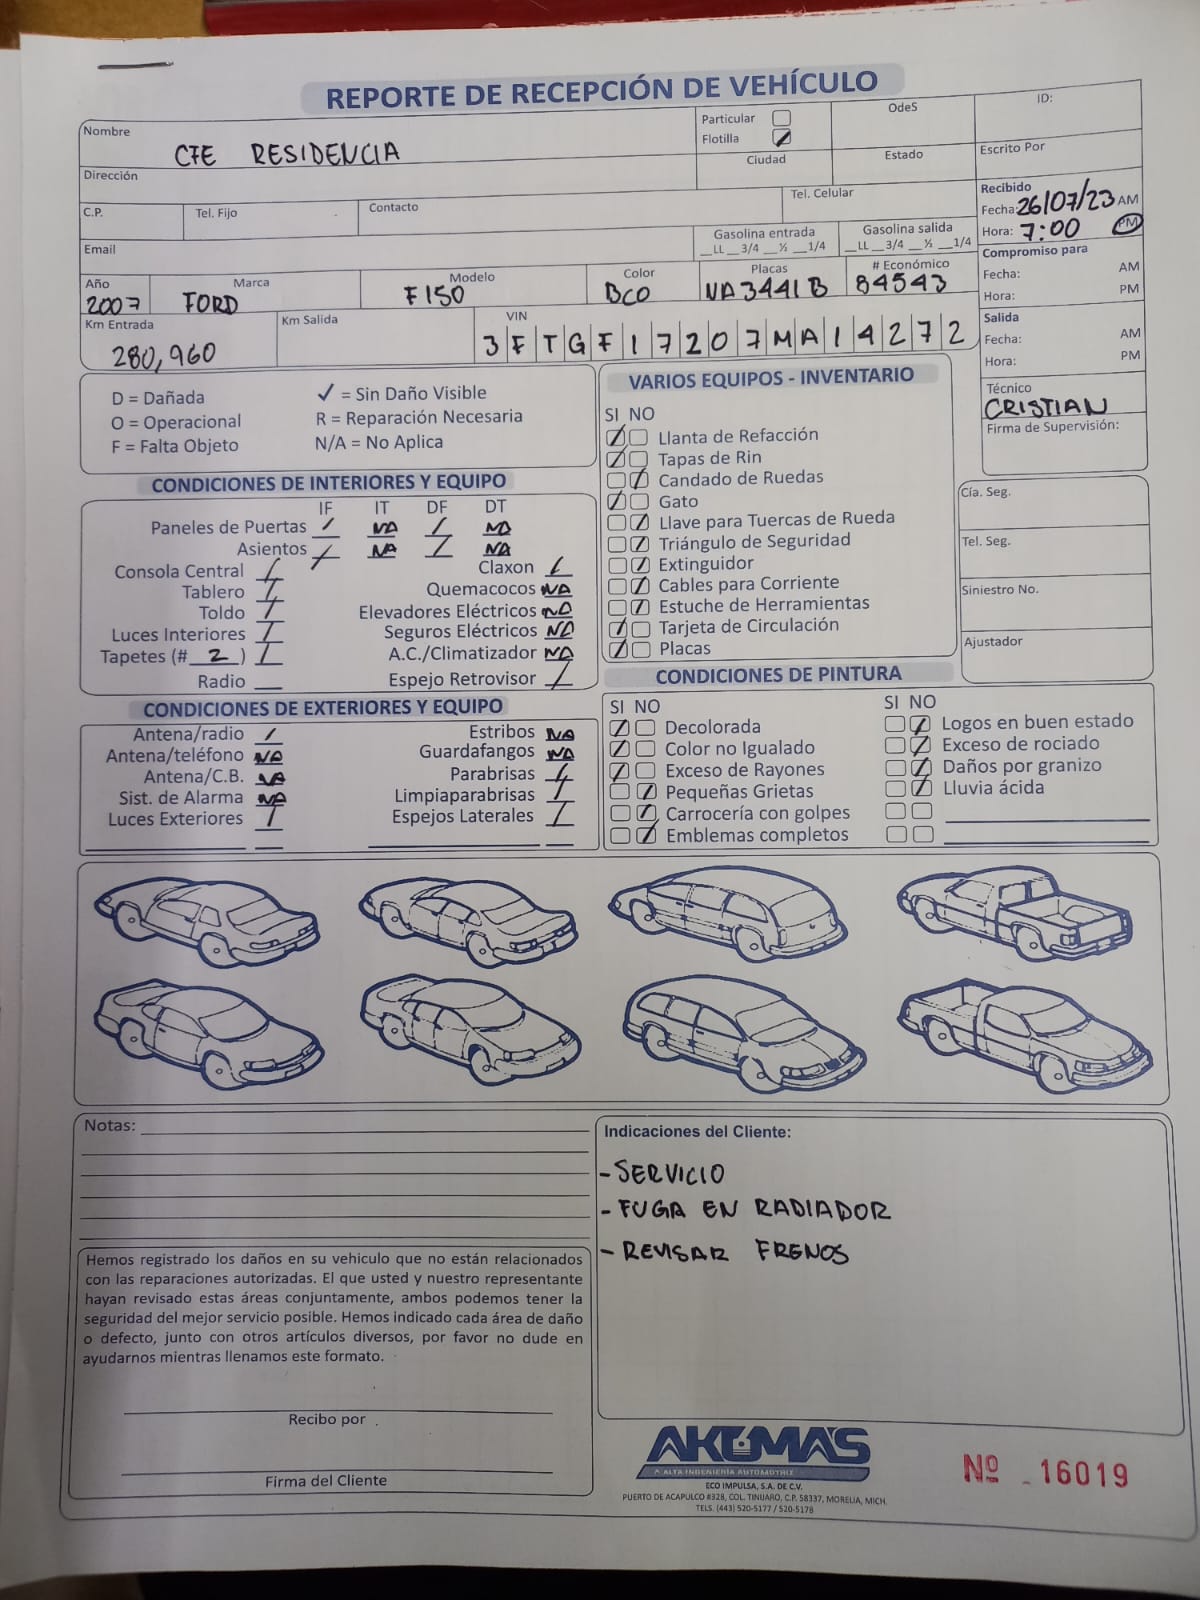 REPORTE DE RECEPCIÓN DE VEHÍCULO
Nombre CFE RESIDENCIA
Particular
Flotilla
OdeS
ID:
Dirección
Ciudad
Estado
Escrito Por
C.P.
Tel. Fijo
Contacto
Tel. Celular
Recibido
Fecha: 26/07/23 AM
Hora: 7:00 PM
Email
Gasolina entrada
__LL __3/4 __½ __1/4
Gasolina salida
__LL __3/4 __½ __1/4
Compromiso para
Fecha: AM
Hora: PM
Año 2007
Marca FORD
Modelo F150
Color BCO
Placas NA3441B
# Económico 84543
Km Entrada 280,960
Km Salida
VIN 3FTGF17207MA14272
Salida
Fecha: AM
Hora: PM
Técnico
CRISTIAN
Firma de Supervisión:
D = Dañada
✓ = Sin Daño Visible
O = Operacional
R = Reparación Necesaria
F = Falta Objeto
N/A = No Aplica
CONDICIONES DE INTERIORES Y EQUIPO
IF IT DF DT
Paneles de Puertas / NA / NA
Asientos / NA / NA
Consola Central /
Claxon /
Tablero /
Quemacocos NA
Toldo /
Elevadores Eléctricos NA
Luces Interiores /
Seguros Eléctricos NA
Tapetes (# 2 ) /
A.C./Climatizador NA
Radio __
Espejo Retrovisor /
CONDICIONES DE EXTERIORES Y EQUIPO
Antena/radio /
Estribos NA
Antena/teléfono NA
Guardafangos NA
Antena/C.B. NA
Parabrisas /
Sist. de Alarma NA
Limpiaparabrisas /
Luces Exteriores /
Espejos Laterales /
VARIOS EQUIPOS - INVENTARIO
SI NO
Llanta de Refacción
Tapas de Rin
Candado de Ruedas
Gato
Llave para Tuercas de Rueda
Triángulo de Seguridad
Extinguidor
Cables para Corriente
Estuche de Herramientas
Tarjeta de Circulación
Placas
Cía. Seg.
Tel. Seg.
Siniestro No.
Ajustador
CONDICIONES DE PINTURA
SI NO
Decolorada
Color no Igualado
Exceso de Rayones
Pequeñas Grietas
Carrocería con golpes
Emblemas completos
SI NO
Logos en buen estado
Exceso de rociado
Daños por granizo
Lluvia ácida
Notas:
Hemos registrado los daños en su vehiculo que no están relacionados
con las reparaciones autorizadas. El que usted y nuestro representante
hayan revisado estas áreas conjuntamente, ambos podemos tener la
seguridad del mejor servicio posible. Hemos indicado cada área de daño
o defecto, junto con otros artículos diversos, por favor no dude en
ayudarnos mientras llenamos este formato.
Recibo por
Firma del Cliente
Indicaciones del Cliente:
- SERVICIO
- FUGA EN RADIADOR
- REVISAR FRENOS
AKTMAS
ALTA INGENIERÍA AUTOMOTRIZ
ECO IMPULSA, S.A. DE C.V.
PUERTO DE ACAPULCO #328, COL. TINIJARO, C.P. 58337, MORELIA, MICH.
TELS. (443) 520-5177 / 520-5178
Nº 16019